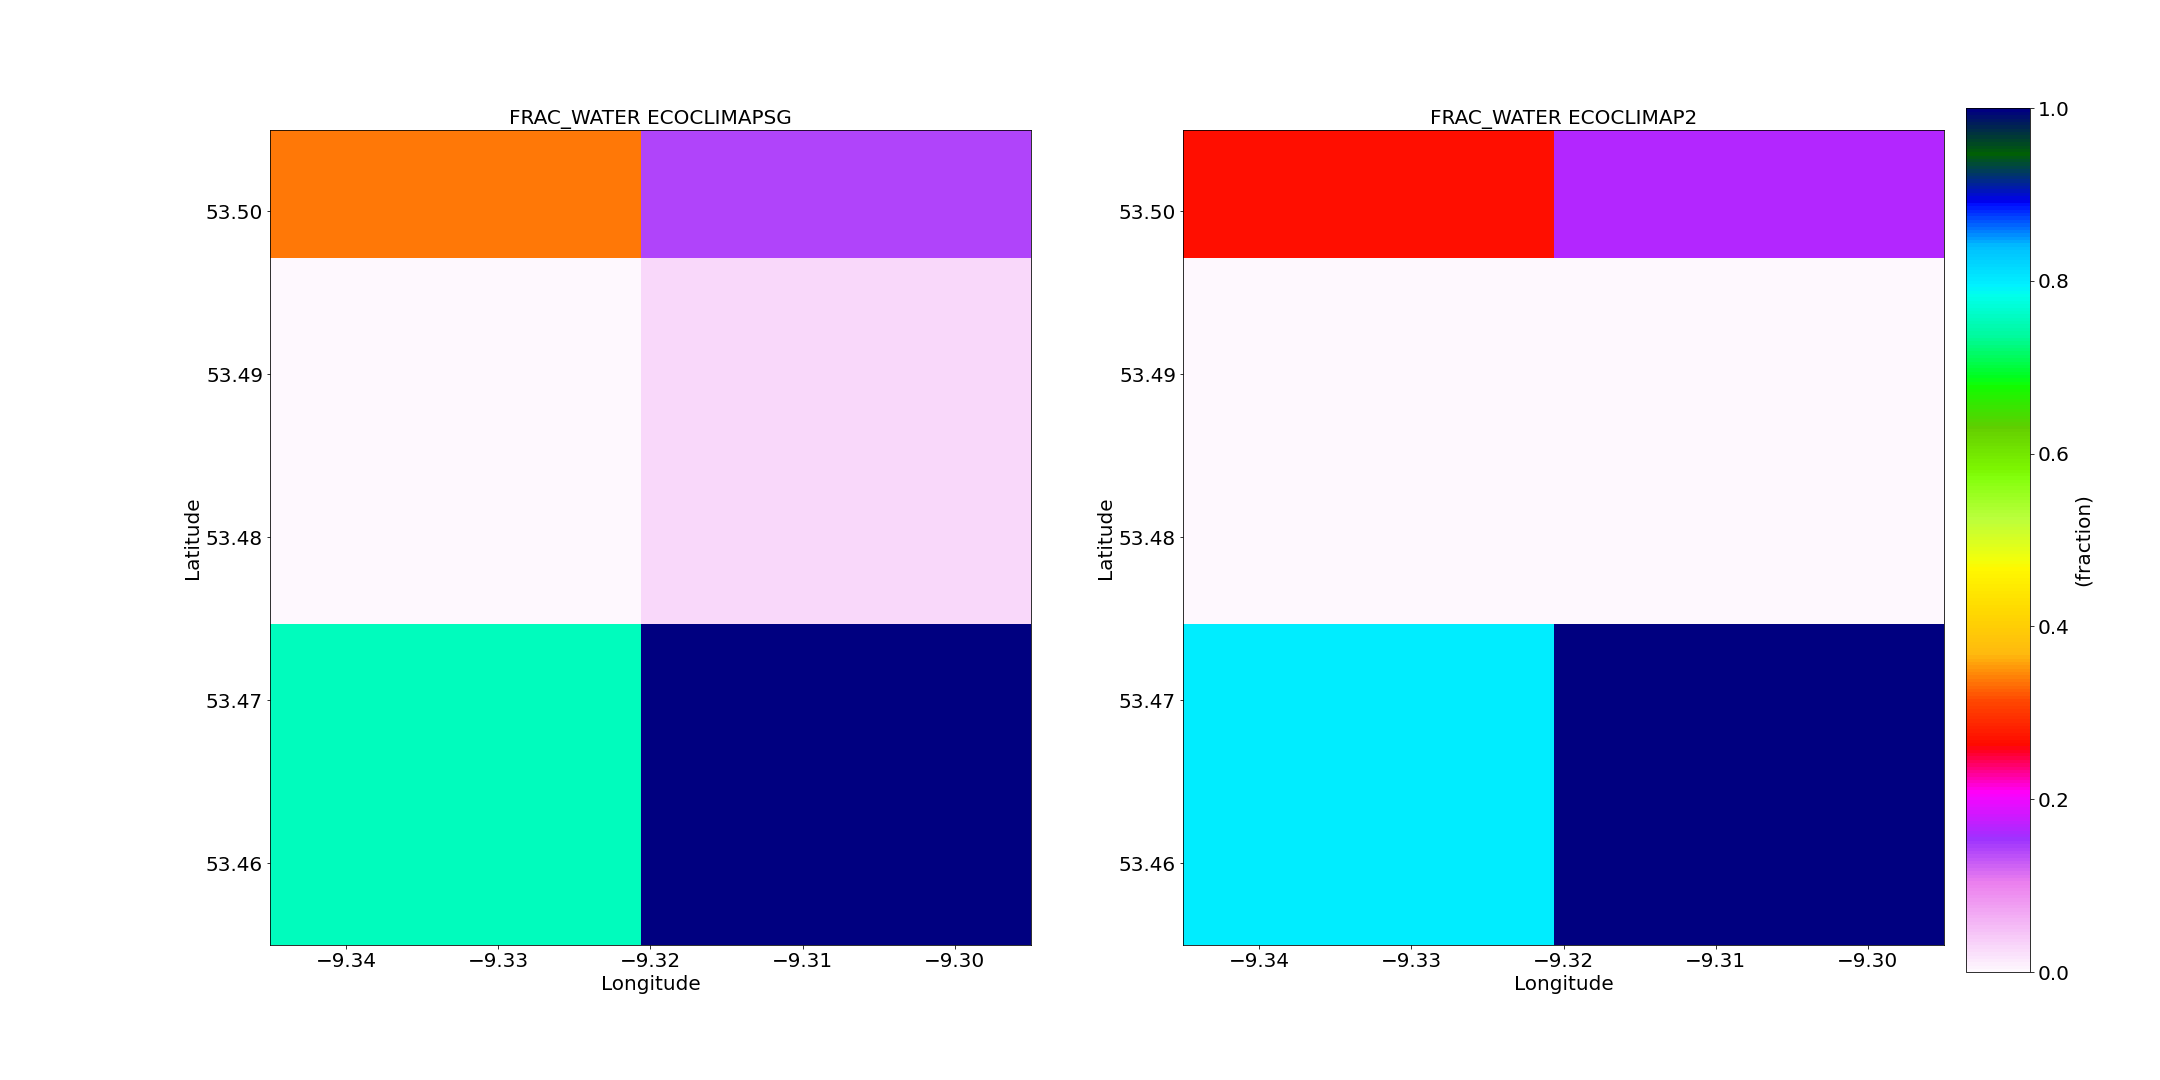 FRAC_WATER ECOCLIMAPSG
53.50
53.49
53.48
53.47
53.46
Latitude
−9.34 −9.33 −9.32 −9.31 −9.30
Longitude
FRAC_WATER ECOCLIMAP2
53.50
53.49
53.48
53.47
53.46
Latitude
−9.34 −9.33 −9.32 −9.31 −9.30
Longitude
1.0
0.8
0.6
0.4
0.2
0.0
(fraction)